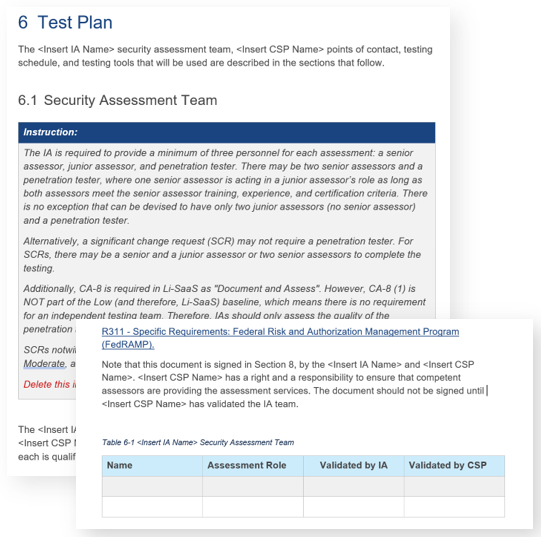 6 Test Plan
The <Insert IA Name> security assessment team, <Insert CSP Name> points of contact, testing
schedule, and testing tools that will be used are described in the sections that follow.
6.1 Security Assessment Team
Instruction:
The IA is required to provide a minimum of three personnel for each assessment: a senior
assessor, junior assessor, and penetration tester. There may be two senior assessors and a
penetration tester, where one senior assessor is acting in a junior assessor's role as long as
both assessors meet the senior assessor training, experience, and certification criteria. There
is no exception that can be devised to have only two junior assessors (no senior assessor)
and a penetration tester.
Alternatively, a significant change request (SCR) may not require a penetration tester. For
SCRs, there may be a senior and a junior assessor or two senior assessors to complete the
testing.
Additionally, CA-8 is required in Li-SaaS as "Document and Assess". However, CA-8 (1) is
NOT part of the Low (and therefore, Li-SaaS) baseline, which means there is no requirement
for an independent testing team. Therefore, IAs should only assess the quality of the
penetration
SCRs
Moderate, a
Delete this
The <Insert
<Insert CSP
each is
R311 - Specific Requirements: Federal Risk and Authorization Management Program
(FedRAMP).
Note that this document is signed in Section 8, by the <Insert IA Name> and <Insert CSP
Name>. <Insert CSP Name> has a right and a responsibility to ensure that competent
assessors are providing the assessment services. The document should not be signed until
<Insert CSP Name> has validated the IA team.
Table 6-1 <Insert IA Name> Security Assessment Team
Name Assessment Role Validated by IA Validated by CSP